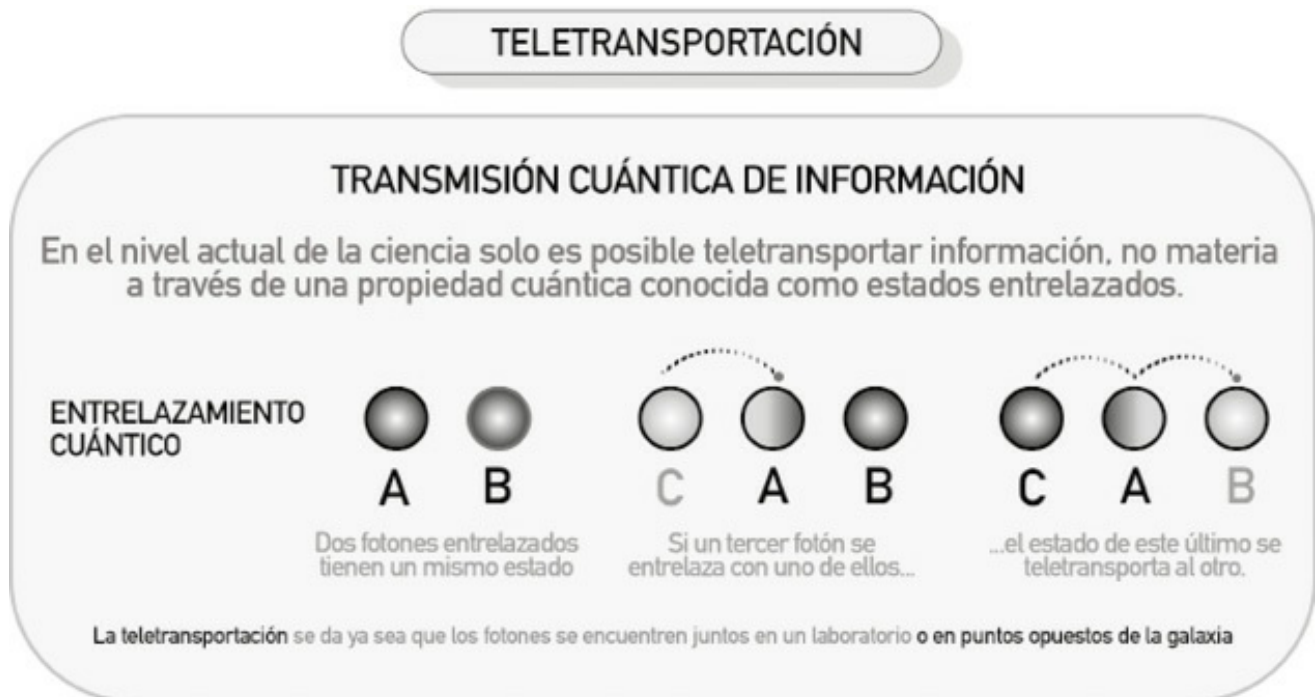 TELETRANSPORTACIÓN
TRANSMISIÓN CUÁNTICA DE INFORMACIÓN
En el nivel actual de la ciencia solo es posible teletransportar información, no materia
a través de una propiedad cuántica conocida como estados entrelazados.
ENTRELAZAMIENTO
CUÁNTICO
A B
Dos fotones entrelazados
tienen un mismo estado
C A B
Si un tercer fotón se
entrelaza con uno de ellos...
C A B
...el estado de este último se
teletransporta al otro.
La teletransportación se da ya sea que los fotones se encuentren juntos en un laboratorio o en puntos opuestos de la galaxia